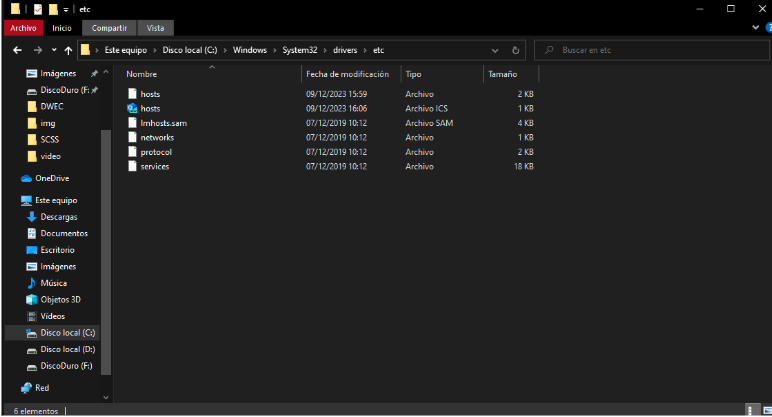 etc
Archivo Inicio Compartir Vista
Este equipo Disco local (C:) Windows System32 drivers etc
Buscar en etc
Imágenes
DiscoDuro (F:
DWEC
img
SCSS
video
OneDrive
Este equipo
Descargas
Documentos
Escritorio
Imágenes
Música
Objetos 3D
Vídeos
Disco local (C:)
Disco local (D:)
DiscoDuro (F:)
Red
Nombre Fecha de modificación Tipo Tamaño
hosts 09/12/2023 15:59 Archivo 2 KB
hosts 09/12/2023 16:06 Archivo ICS 1 KB
lmhosts.sam 07/12/2019 10:12 Archivo SAM 4 KB
networks 07/12/2019 10:12 Archivo 1 KB
protocol 07/12/2019 10:12 Archivo 2 KB
services 07/12/2019 10:12 Archivo 18 KB
6 elementos